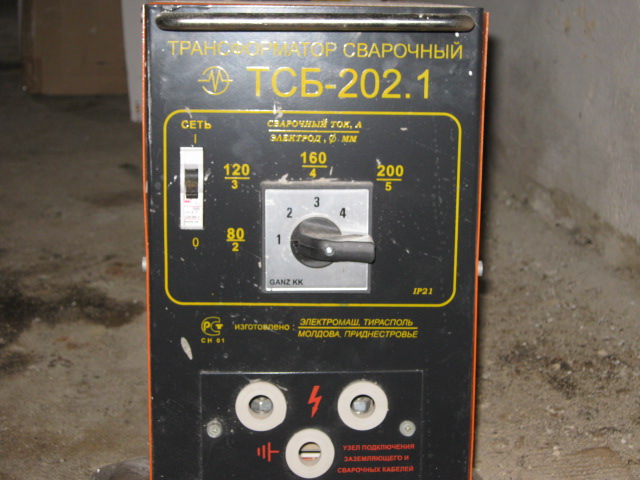 ТРАНСФОРМАТОР СВАРОЧНЫЙ
ТСБ-202.1
СЕТЬ
I
0
СВАРОЧНЫЙ ТОК, А
ЭЛЕКТРОД, ∅ ММ
80
2
120
3
160
4
200
5
1
2
3
4
GANZ KK
IP21
РСТ
СН 01
ИЗГОТОВЛЕНО :
ЭЛЕКТРОМАШ, ТИРАСПОЛЬ
МОЛДОВА, ПРИДНЕСТРОВЬЕ
УЗЕЛ ПОДКЛЮЧЕНИЯ
ЗАЗЕМЛЯЮЩЕГО И
СВАРОЧНЫХ КАБЕЛЕЙ